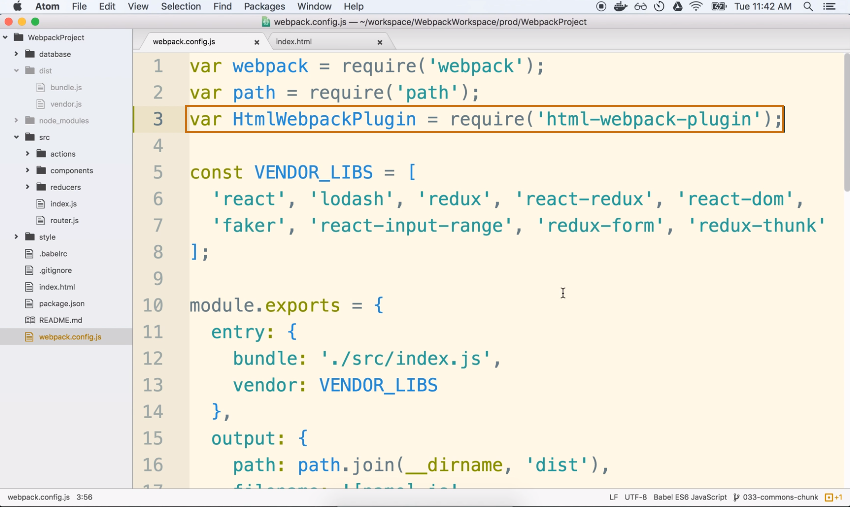 Atom File Edit View Selection Find Packages Window Help Tue 11:42 AM
webpack.config.js — ~/workspace/WebpackWorkspace/prod/WebpackProject
WebpackProject
database
dist
bundle.js
vendor.js
node_modules
src
actions
components
reducers
index.js
router.js
style
.babelrc
.gitignore
index.html
package.json
README.md
webpack.config.js
webpack.config.js index.html
1 var webpack = require('webpack');
2 var path = require('path');
3 var HtmlWebpackPlugin = require('html-webpack-plugin');
4
5 const VENDOR_LIBS = [
6 'react', 'lodash', 'redux', 'react-redux', 'react-dom',
7 'faker', 'react-input-range', 'redux-form', 'redux-thunk'
8 ];
9
10 module.exports = {
11 entry: {
12 bundle: './src/index.js',
13 vendor: VENDOR_LIBS
14 },
15 output: {
16 path: path.join(__dirname, 'dist'),
webpack.config.js 3:56 LF UTF-8 Babel ES6 JavaScript 033-commons-chunk +1